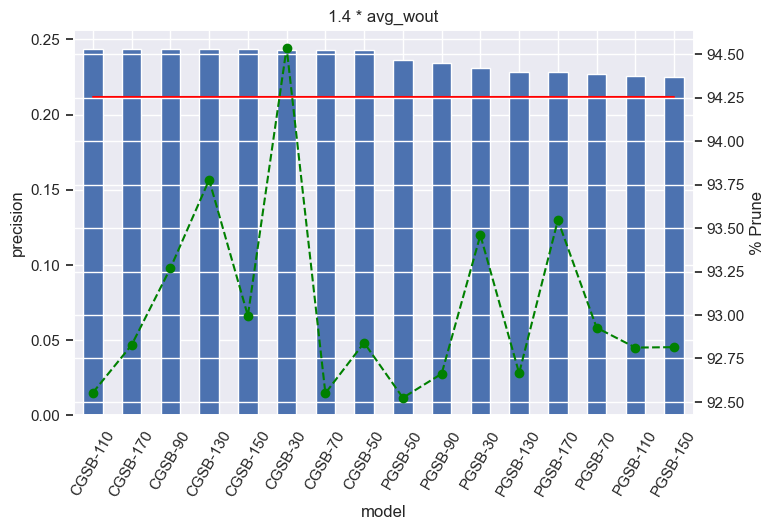 1.4 * avg_wout
precision
0.25
0.20
0.15
0.10
0.05
0.00
94.50
94.25
94.00
93.75
93.50
93.25
93.00
92.75
92.50
% Prune
CGSB-110
CGSB-170
CGSB-90
CGSB-130
CGSB-150
CGSB-30
CGSB-70
CGSB-50
PGSB-50
PGSB-90
PGSB-30
PGSB-130
PGSB-170
PGSB-70
PGSB-110
PGSB-150
model